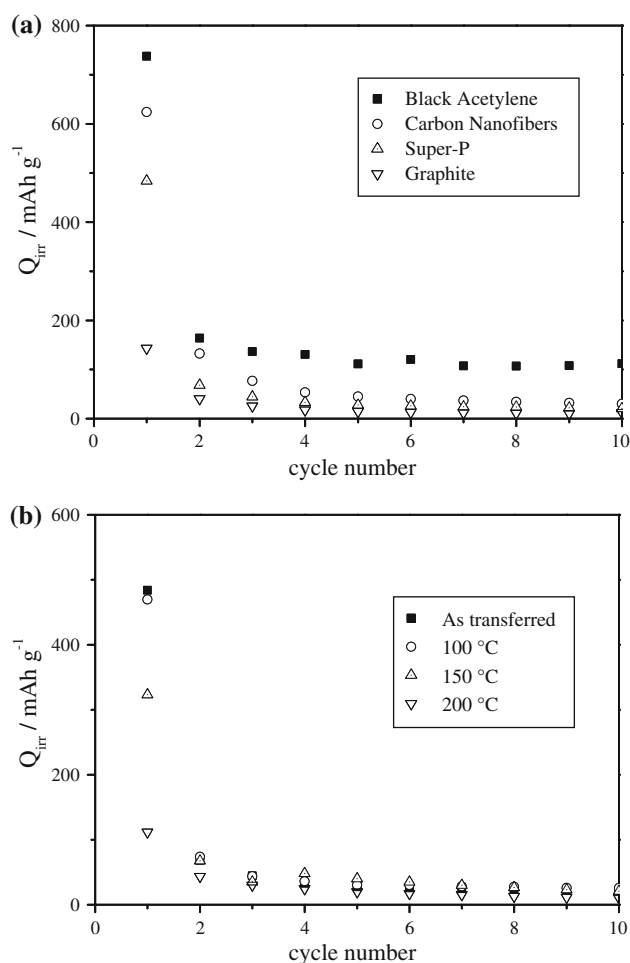 (a)
800
600
400
200
0
Q_irr / mAh g⁻¹
Black Acetylene
Carbon Nanofibers
Super-P
Graphite
0 2 4 6 8 10
cycle number
(b)
600
400
200
0
Q_irr / mAh g⁻¹
As transferred
100 °C
150 °C
200 °C
0 2 4 6 8 10
cycle number